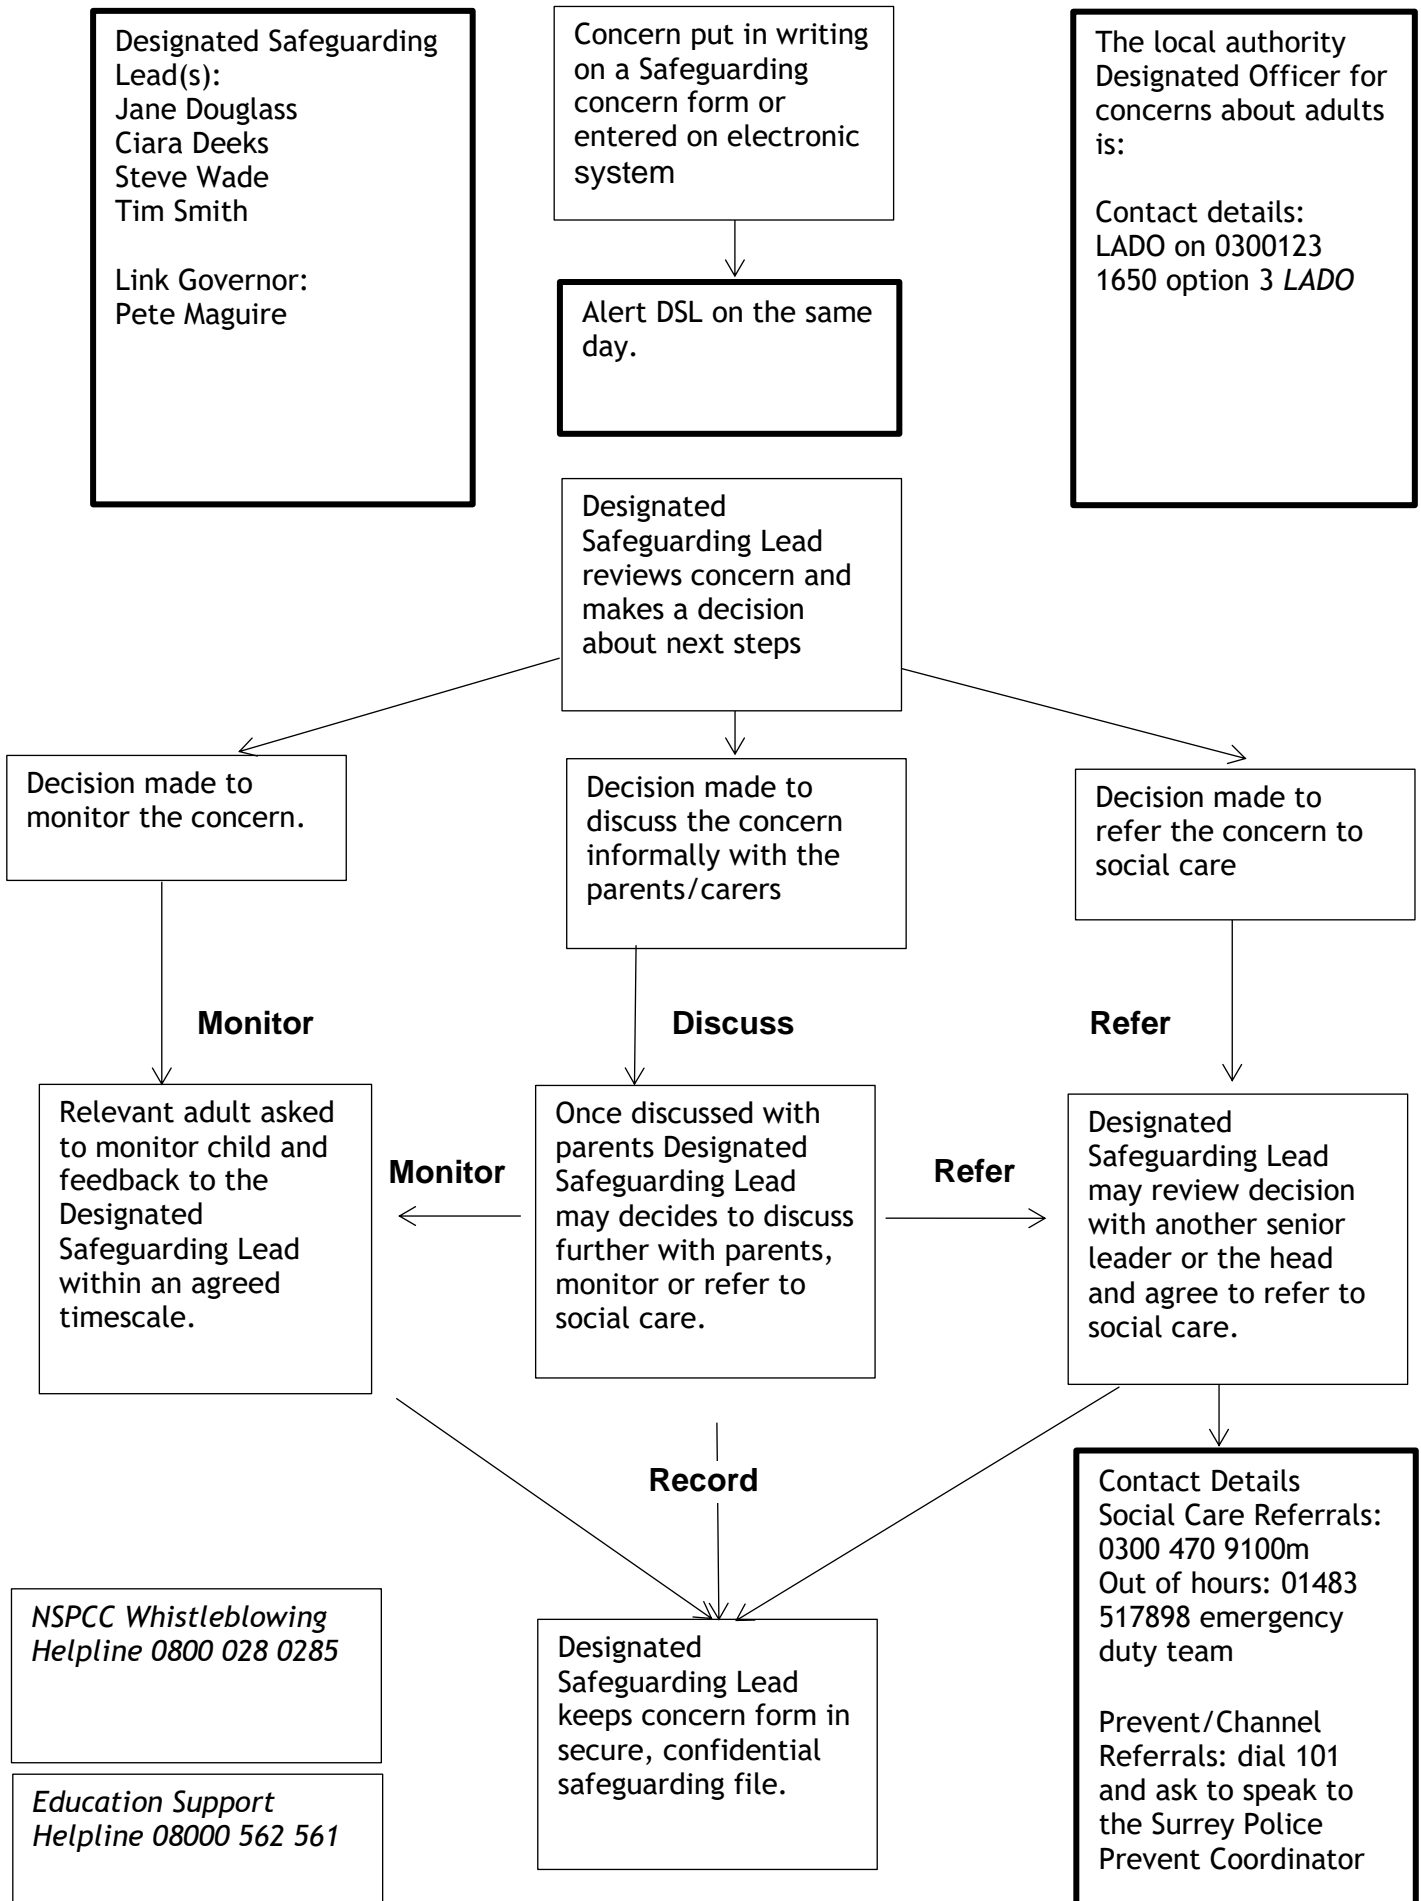 Designated Safeguarding
Lead(s):
Jane Douglass
Ciara Deeks
Steve Wade
Tim Smith
Link Governor:
Pete Maguire
Concern put in writing
on a Safeguarding
concern form or
entered on electronic
system
The local authority
Designated Officer for
concerns about adults
is:
Contact details:
LADO on 0300123
1650 option 3 LADO
Alert DSL on the same
day.
Designated
Safeguarding Lead
reviews concern and
makes a decision
about next steps
Decision made to
monitor the concern.
Decision made to
discuss the concern
informally with the
parents/carers
Decision made to
refer the concern to
social care
Monitor
Discuss
Refer
Relevant adult asked
to monitor child and
feedback to the
Designated
Safeguarding Lead
within an agreed
timescale.
Monitor
Once discussed with
parents Designated
Safeguarding Lead
may decides to discuss
further with parents,
monitor or refer to
social care.
Refer
Designated
Safeguarding Lead
may review decision
with another senior
leader or the head
and agree to refer to
social care.
Record
Contact Details
Social Care Referrals:
0300 470 9100m
Out of hours: 01483
517898 emergency
duty team
Prevent/Channel
Referrals: dial 101
and ask to speak to
the Surrey Police
Prevent Coordinator
NSPCC Whistleblowing
Helpline 0800 028 0285
Designated
Safeguarding Lead
keeps concern form in
secure, confidential
safeguarding file.
Education Support
Helpline 08000 562 561